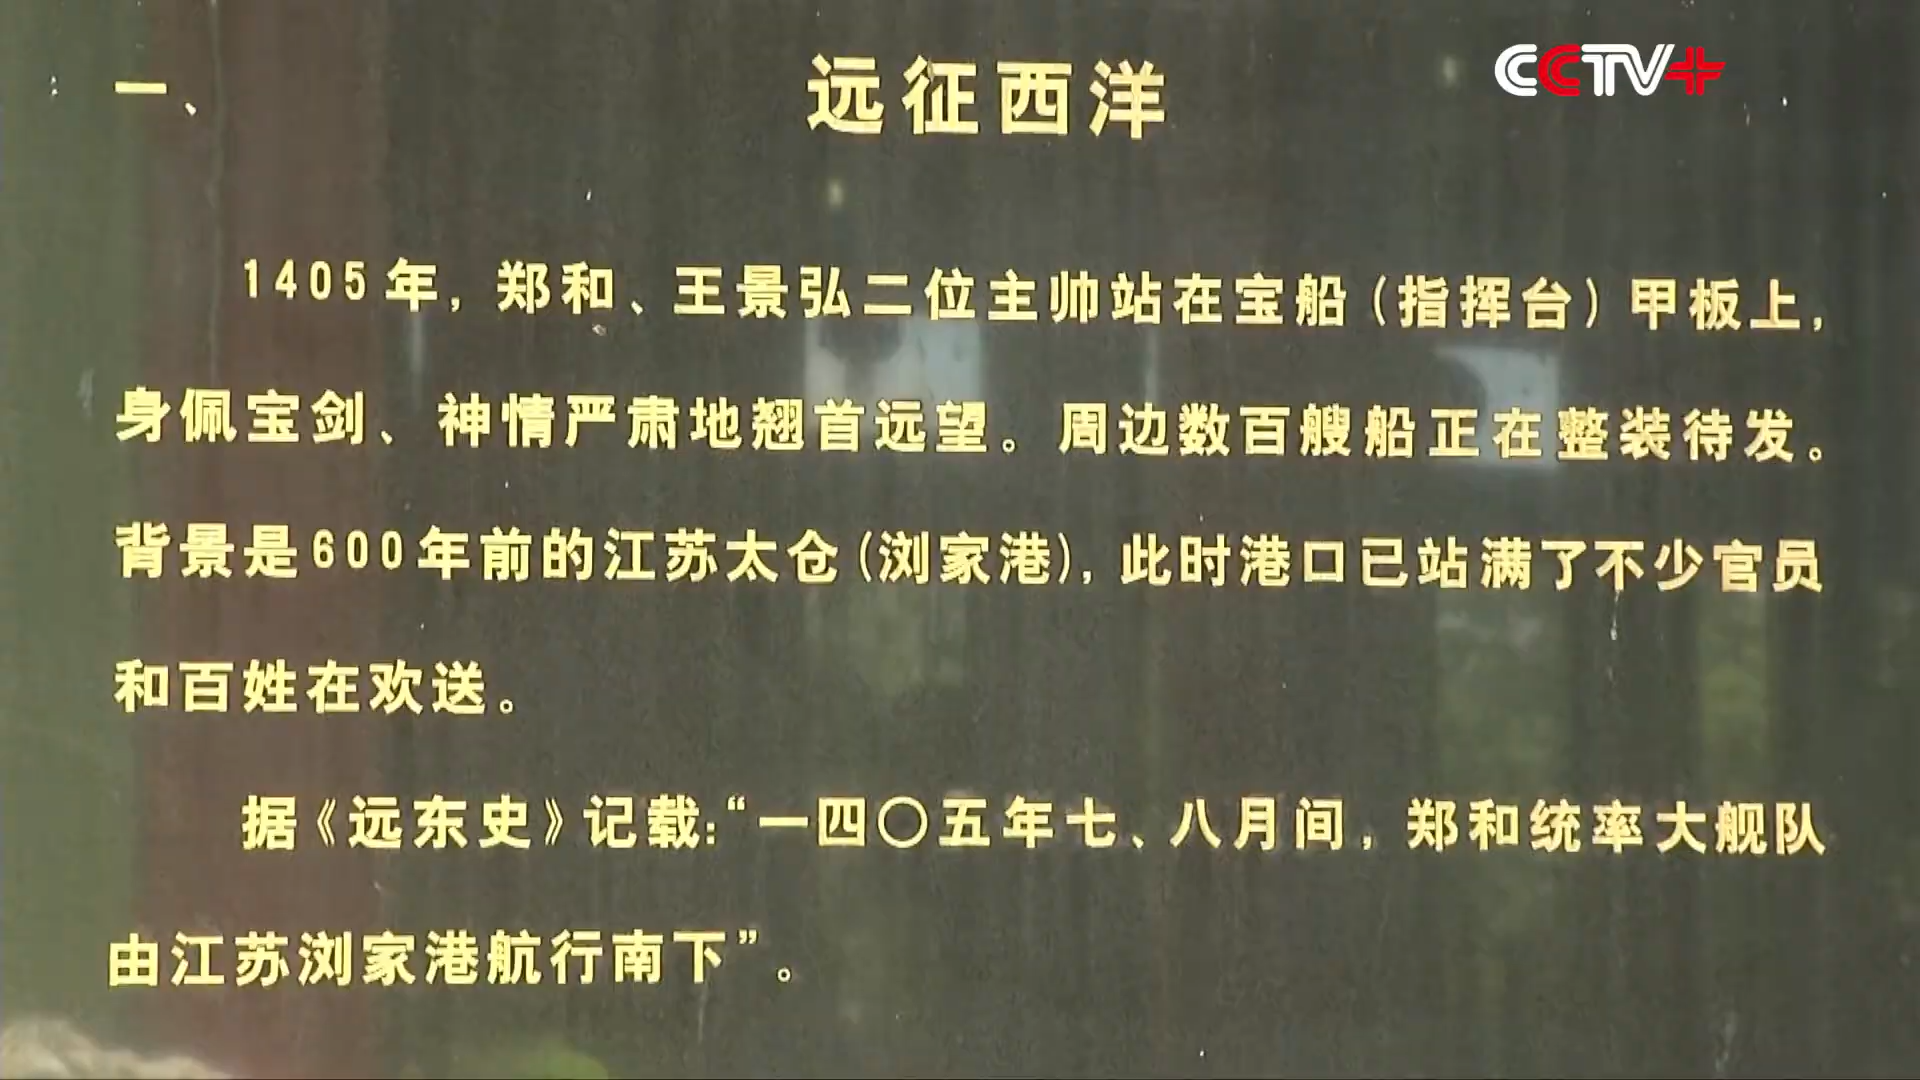 CCTV+
一、 远征西洋
1405年,郑和、王景弘二位主帅站在宝船(指挥台)甲板上,
身佩宝剑、神情严肃地翘首远望。周边数百艘船正在整装待发。
背景是600年前的江苏太仓(浏家港),此时港口已站满了不少官员
和百姓在欢送。
据《远东史》记载:“一四〇五年七、八月间,郑和统率大舰队
由江苏浏家港航行南下”。